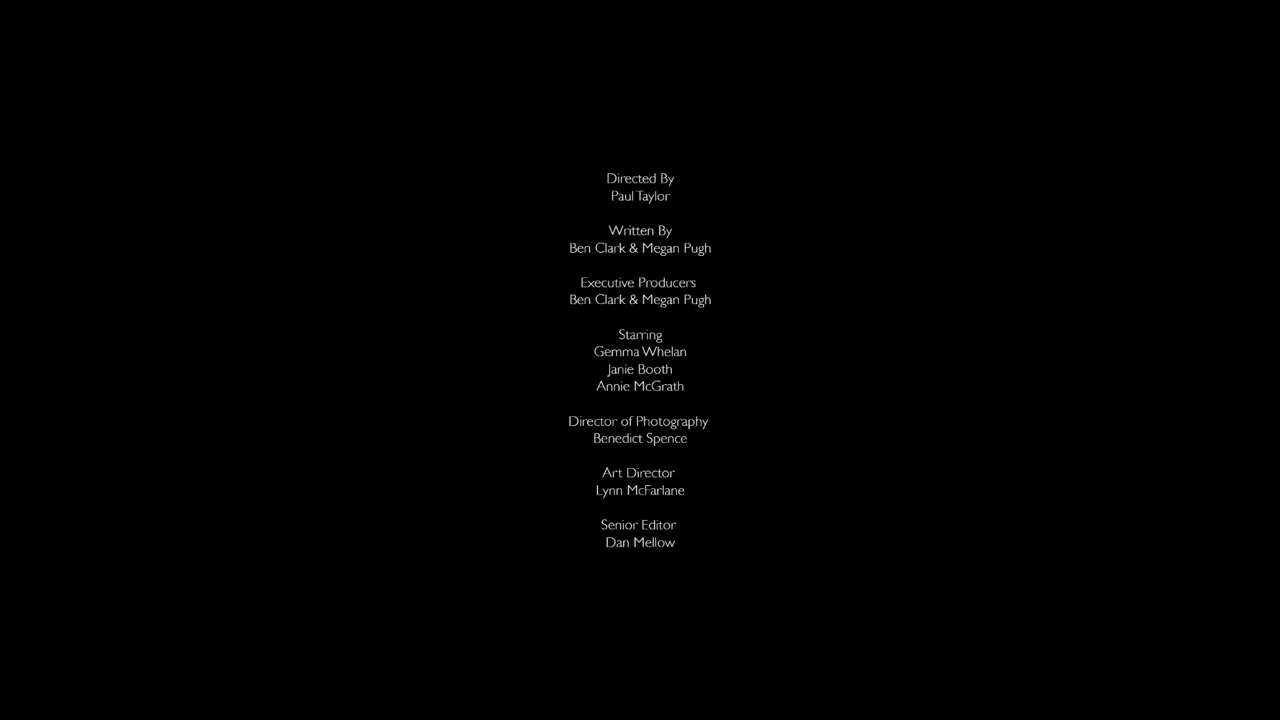 Directed By
Paul Taylor
Written By
Ben Clark & Megan Pugh
Executive Producers
Ben Clark & Megan Pugh
Starring
Gemma Whelan
Janie Booth
Annie McGrath
Director of Photography
Benedict Spence
Art Director
Lynn McFarlane
Senior Editor
Dan Mellow